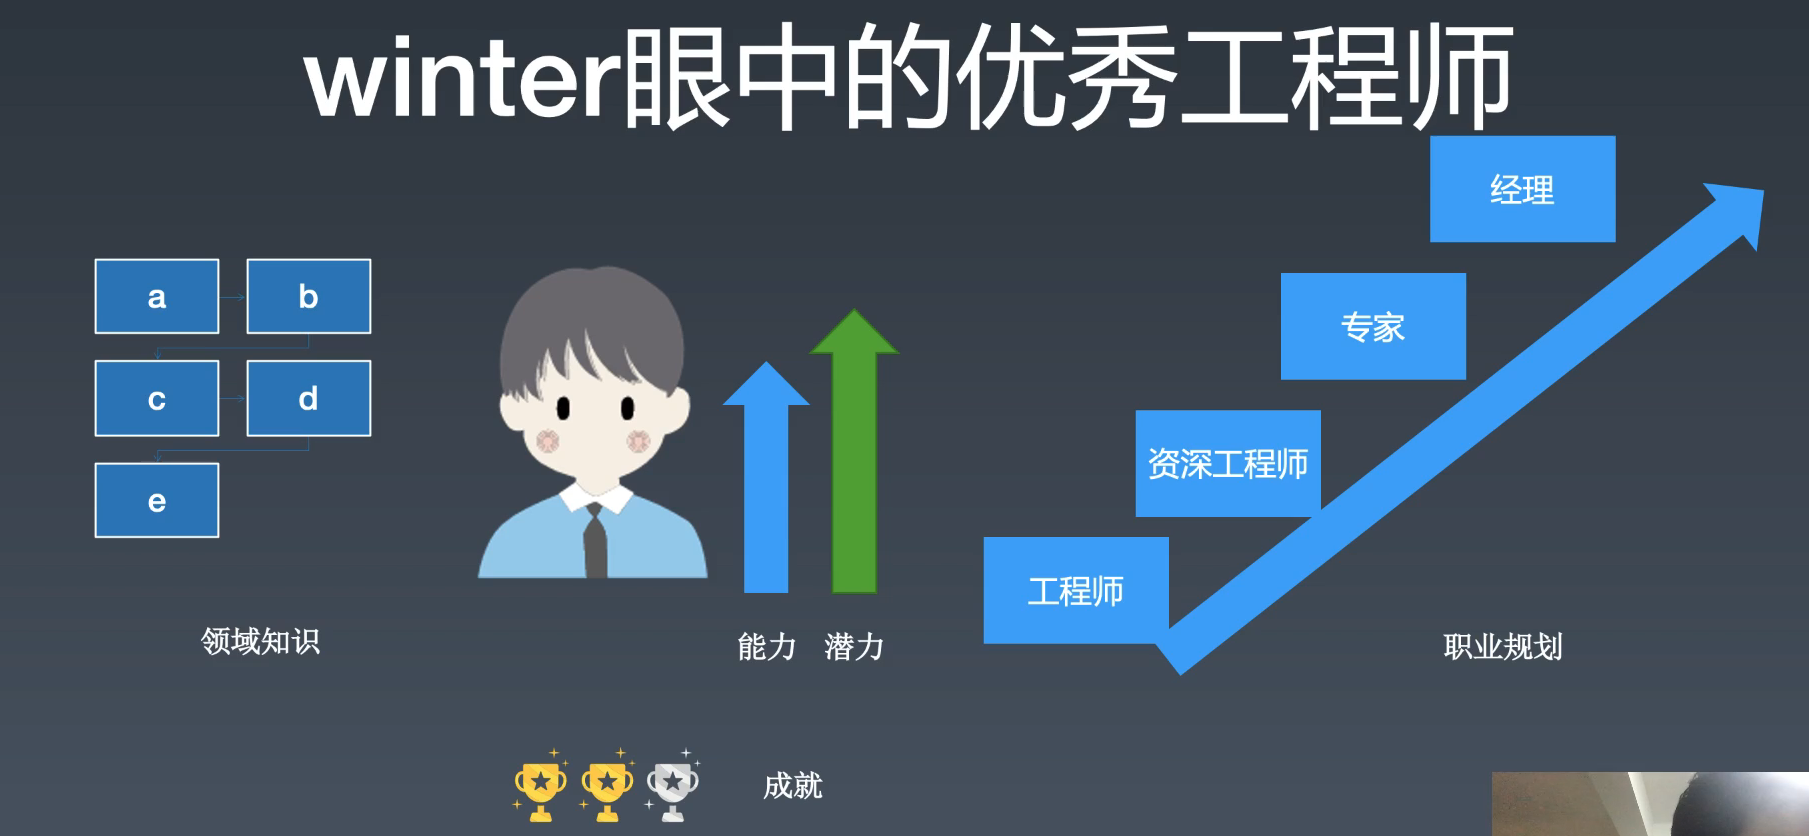 winter眼中的优秀工程师
经理
a
b
专家
c
d
资深工程师
e
工程师
领域知识
能力
潜力
职业规划
成就